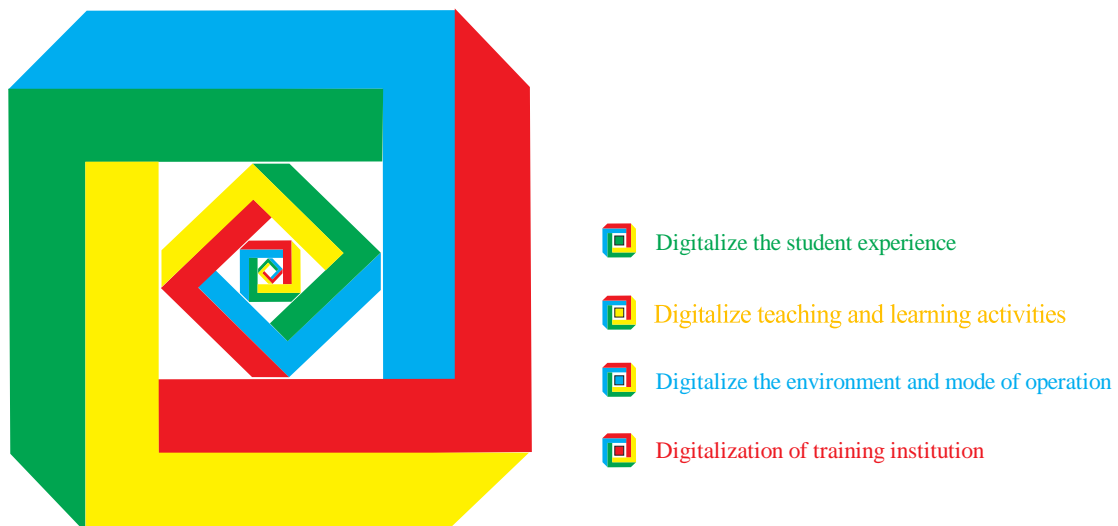 Digitalize the student experience
Digitalize teaching and learning activities
Digitalize the environment and mode of operation
Digitalization of training institution